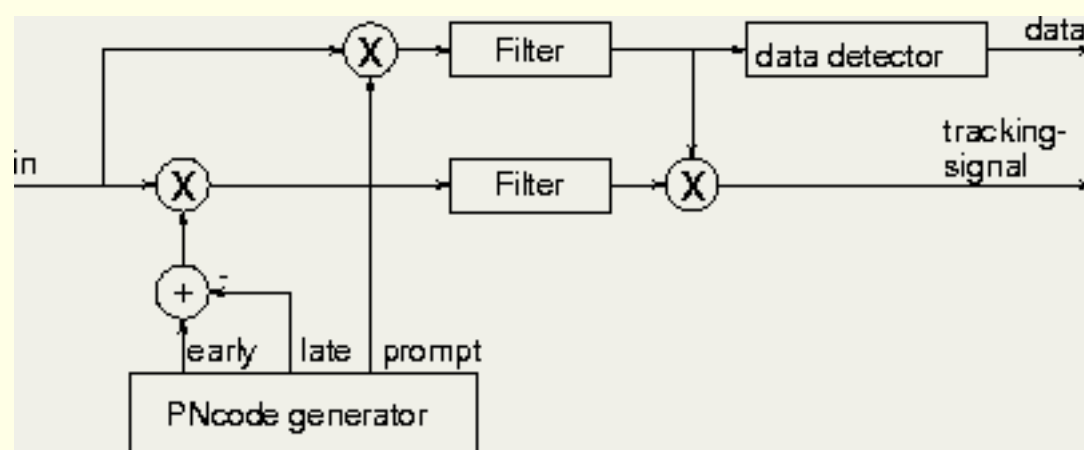 data
X
Filter
data detector
tracking-
signal
in
X
Filter
X
+
-
early
late
prompt
PNcode generator